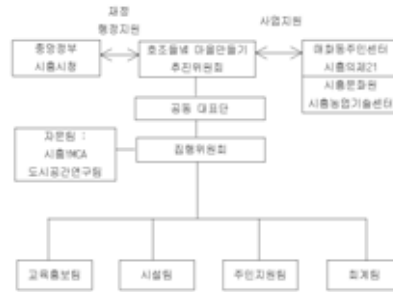 재정
행정지원
사업지원
중앙정부
시흥시청
호조들녘 마을만들기
추진위원회
매화동주민센터
시흥의제21
시흥문화원
시흥농업기술센터
공동 대표단
자문팀 :
시흥YMCA
도시공간연구팀
집행위원회
교육홍보팀
시설팀
주민지원팀
회계팀